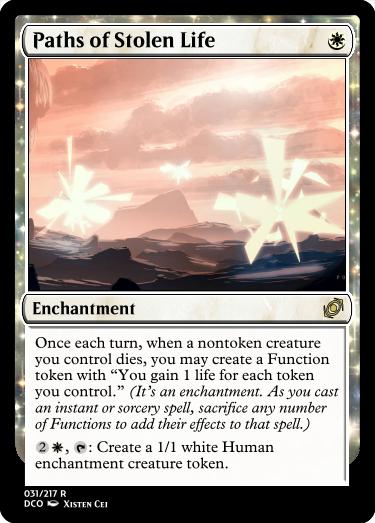 Paths of Stolen Life
Enchantment
Once each turn, when a nontoken creature
you control dies, you may create a Function
token with “You gain 1 life for each token
you control.” (It’s an enchantment. As you cast
an instant or sorcery spell, sacrifice any number
of Functions to add their effects to that spell.)
2, : Create a 1/1 white Human
enchantment creature token.
031/217 R
DCO Xisten Cei